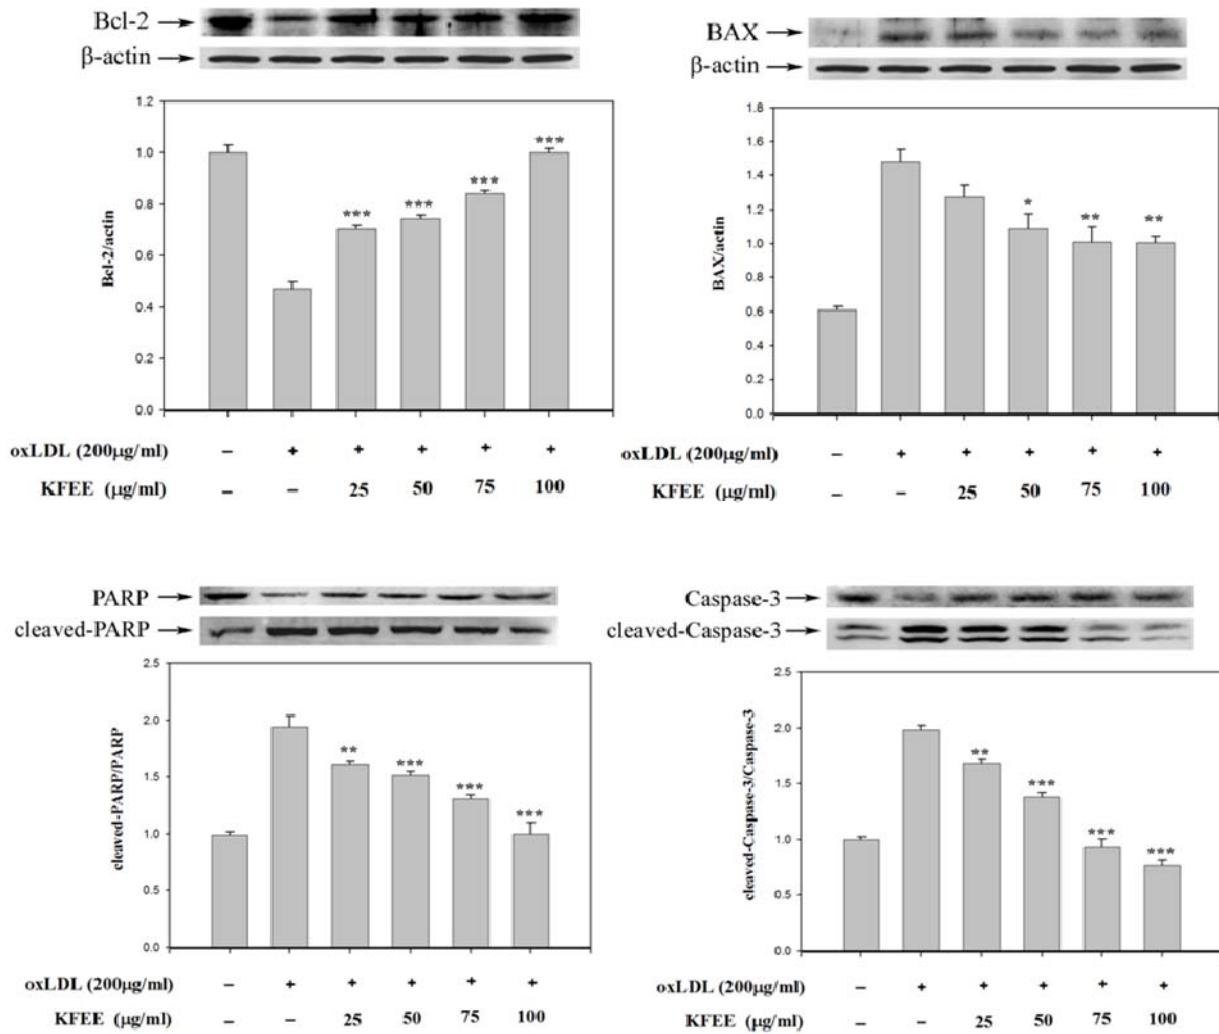 Bcl-2
β-actin
1.2
1.0
0.8
0.6
0.4
0.2
0.0
Bcl-2/actin
*** *** *** ***
oxLDL (200μg/ml) – + + + + +
KFEE (μg/ml) – – 25 50 75 100
BAX
β-actin
1.8
1.6
1.4
1.2
1.0
0.8
0.6
0.4
0.2
0.0
BAX/actin
* ** **
oxLDL (200μg/ml) – + + + + +
KFEE (μg/ml) – – 25 50 75 100
PARP
cleaved-PARP
2.5
2.0
1.5
1.0
0.5
0.0
cleaved-PARP/PARP
** *** *** ***
oxLDL (200μg/ml) – + + + + +
KFEE (μg/ml) – – 25 50 75 100
Caspase-3
cleaved-Caspase-3
2.5
2.0
1.5
1.0
0.5
0.0
cleaved-Caspase-3/Caspase-3
** *** *** ***
oxLDL (200μg/ml) – + + + + +
KFEE (μg/ml) – – 25 50 75 100